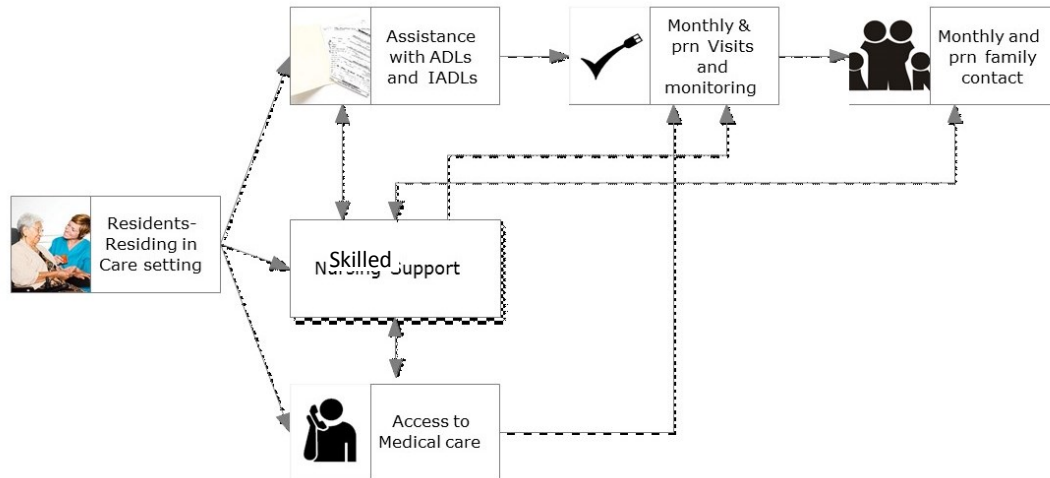 Assistance
with ADLs
and IADLs
Monthly &
prn Visits
and
monitoring
Monthly and
prn family
contact
Residents-
Residing in
Care setting
Skilled
Nursing Support
Access to
Medical care